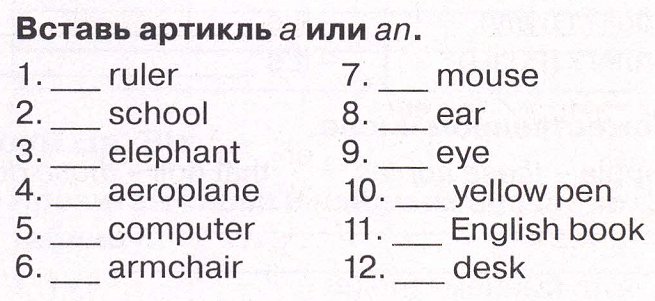 Вставь артикль a или an.
1. ___ ruler
2. ___ school
3. ___ elephant
4. ___ aeroplane
5. ___ computer
6. ___ armchair
7. ___ mouse
8. ___ ear
9. ___ eye
10. ___ yellow pen
11. ___ English book
12. ___ desk